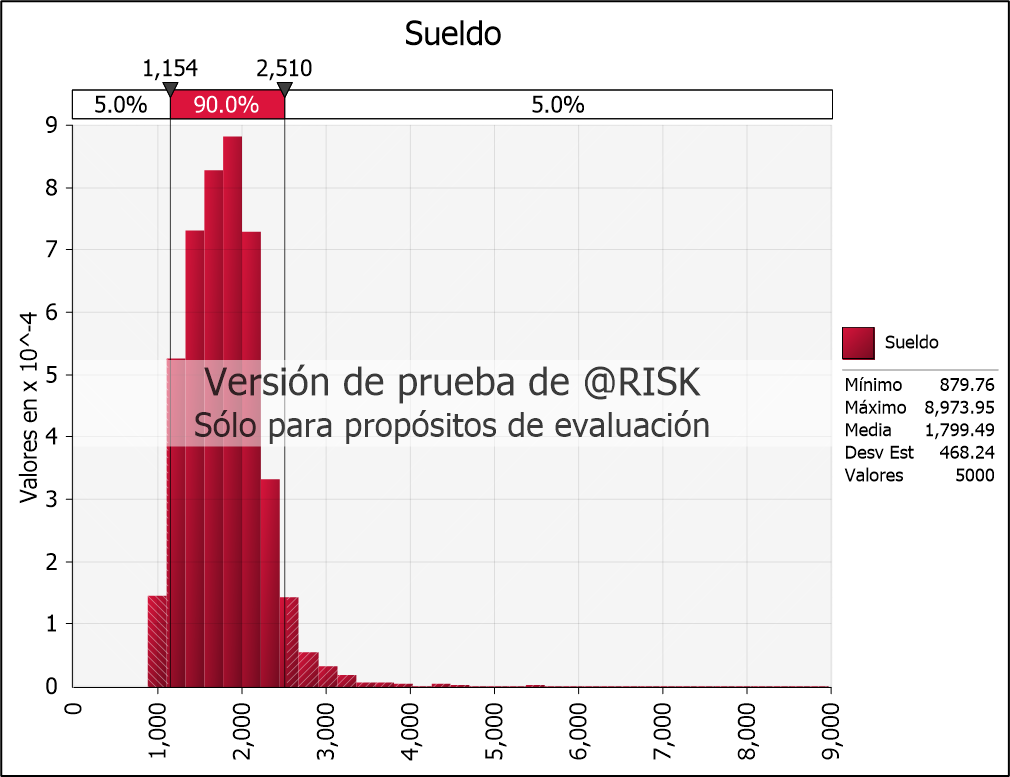 Sueldo
1,154 2,510
5.0% 90.0% 5.0%
9
8
7
6
5
4
3
2
1
0
Valores en x 10^-4
Versión de prueba de @RISK
Sólo para propósitos de evaluación
0 1,000 2,000 3,000 4,000 5,000 6,000 7,000 8,000 9,000
Sueldo
Mínimo 879.76
Máximo 8,973.95
Media 1,799.49
Desv Est 468.24
Valores 5000